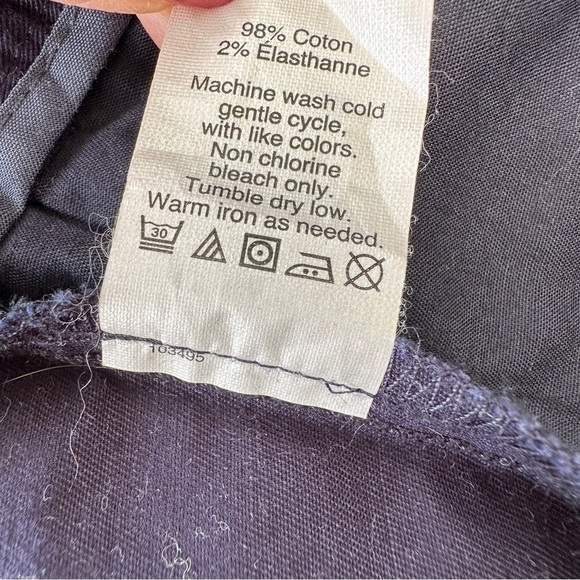 98% Coton
2% Élasthanne
Machine wash cold
gentle cycle,
with like colors.
Non chlorine
bleach only.
Tumble dry low.
Warm iron as needed.
30
103495